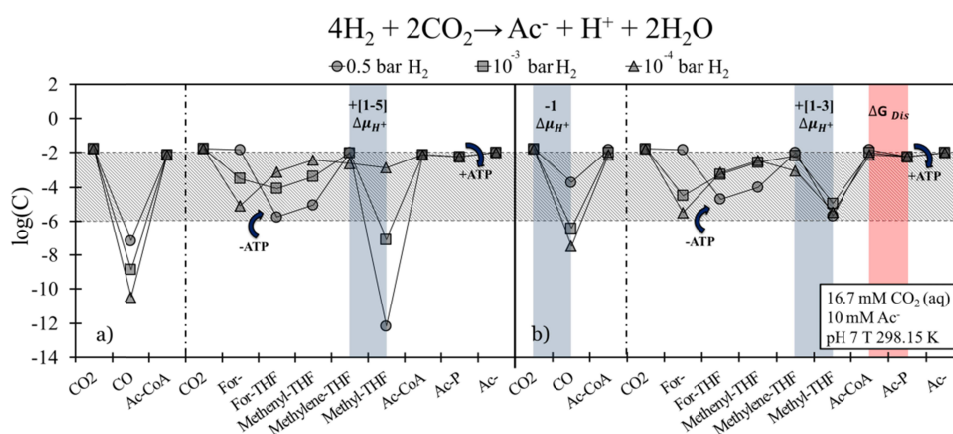 4H2 + 2CO2→ Ac- + H+ + 2H2O
0.5 bar H2 10-3 bar H2 10-4 bar H2
log(C)
2
0
-2
-4
-6
-8
-10
-12
-14
+[1-5]
ΔμH+
+ATP
-ATP
a)
CO2
CO
Ac-CoA
CO2
For-
For-THF
Methenyl-THF
Methylene-THF
Methyl-THF
Ac-CoA
Ac-P
Ac-
-1
ΔμH+
+[1-3]
ΔμH+
ΔG Dis
+ATP
-ATP
b)
16.7 mM CO2 (aq)
10 mM Ac-
pH 7 T 298.15 K
CO2
CO
Ac-CoA
CO2
For-
For-THF
Methenyl-THF
Methylene-THF
Methyl-THF
Ac-CoA
Ac-P
Ac-